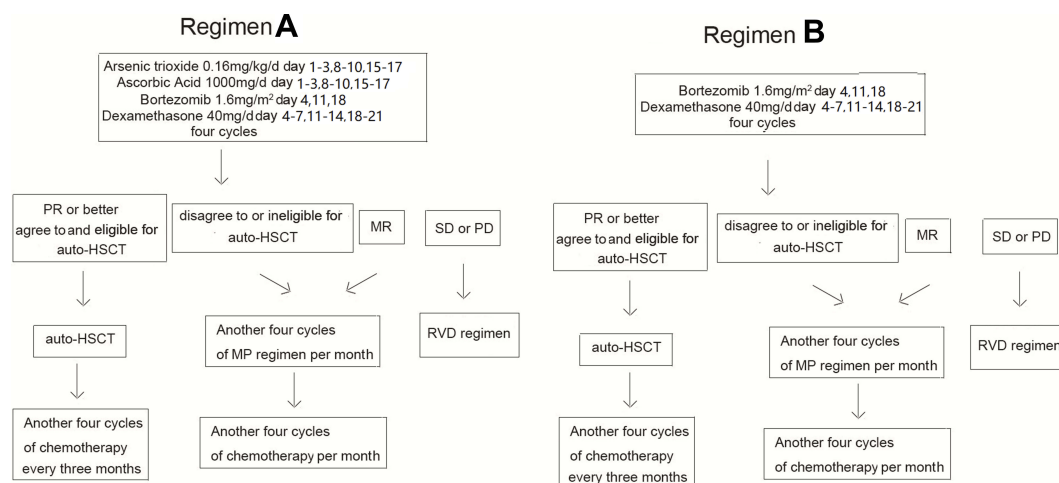 Regimen A
Arsenic trioxide 0.16mg/kg/d day 1-3,8-10,15-17
Ascorbic Acid 1000mg/d day 1-3,8-10,15-17
Bortezomib 1.6mg/m² day 4,11,18
Dexamethasone 40mg/d day 4-7,11-14,18-21
four cycles
PR or better
agree to and eligible for
auto-HSCT
disagree to or ineligible for
auto-HSCT
MR
SD or PD
auto-HSCT
Another four cycles
of MP regimen per month
RVD regimen
Another four cycles
of chemotherapy
every three months
Another four cycles
of chemotherapy per month
Regimen B
Bortezomib 1.6mg/m² day 4,11,18
Dexamethasone 40mg/d day 4-7,11-14,18-21
four cycles
PR or better
agree to and eligible for
auto-HSCT
disagree to or ineligible for
auto-HSCT
MR
SD or PD
auto-HSCT
Another four cycles
of MP regimen per month
RVD regimen
Another four cycles
of chemotherapy
every three months
Another four cycles
of chemotherapy per month